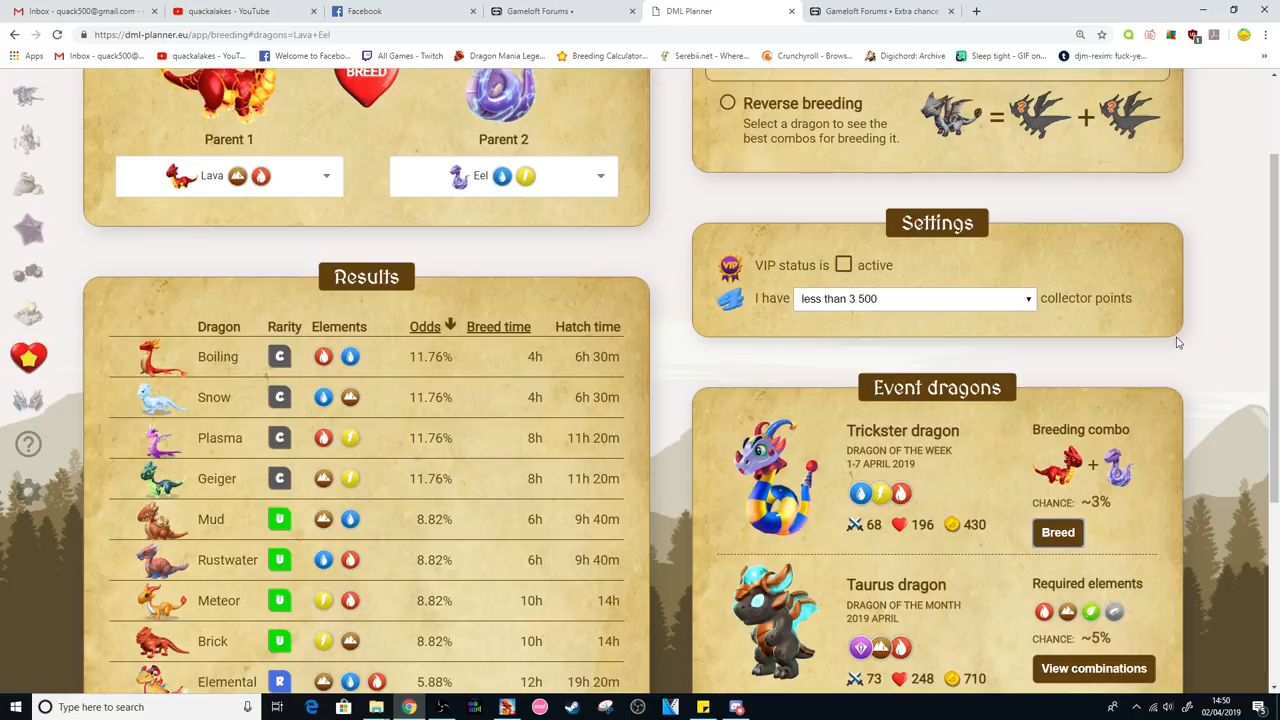 Inbox - quack500@gmail.com -
quackalakes - YouTube
Facebook
Gameloft Forums •
DML Planner
Gameloft Forums • Extra chance
https://dml-planner.eu/app/breeding#dragons=Lava+Eel
Apps
Inbox - quack500@...
quackalakes - YouT...
Welcome to Facebo...
All Games - Twitch
Dragon Mania Lege...
Breeding Calculator...
Serebii.net - Where...
Crunchyroll - Brows...
Digichord: Archive
Sleep tight - GIF on...
djm-rexim: fuck-ye...
BREED
Parent 1
Parent 2
Lava
Eel
Reverse breeding
Select a dragon to see the
best combos for breeding it.
= +
Settings
VIP
VIP status is active
I have less than 3 500 collector points
Results
Dragon Rarity Elements Odds Breed time Hatch time
Boiling C 11.76% 4h 6h 30m
Snow C 11.76% 4h 6h 30m
Plasma C 11.76% 8h 11h 20m
Geiger C 11.76% 8h 11h 20m
Mud U 8.82% 6h 9h 40m
Rustwater U 8.82% 6h 9h 40m
Meteor U 8.82% 10h 14h
Brick U 8.82% 10h 14h
Elemental R 5.88% 12h 19h 20m
Event dragons
Trickster dragon
DRAGON OF THE WEEK
1-7 APRIL 2019
68 196 430
Breeding combo
+
CHANCE: ~3%
Breed
Taurus dragon
DRAGON OF THE MONTH
2019 APRIL
73 248 710
Required elements
CHANCE: ~5%
View combinations
Type here to search
14:50
02/04/2019